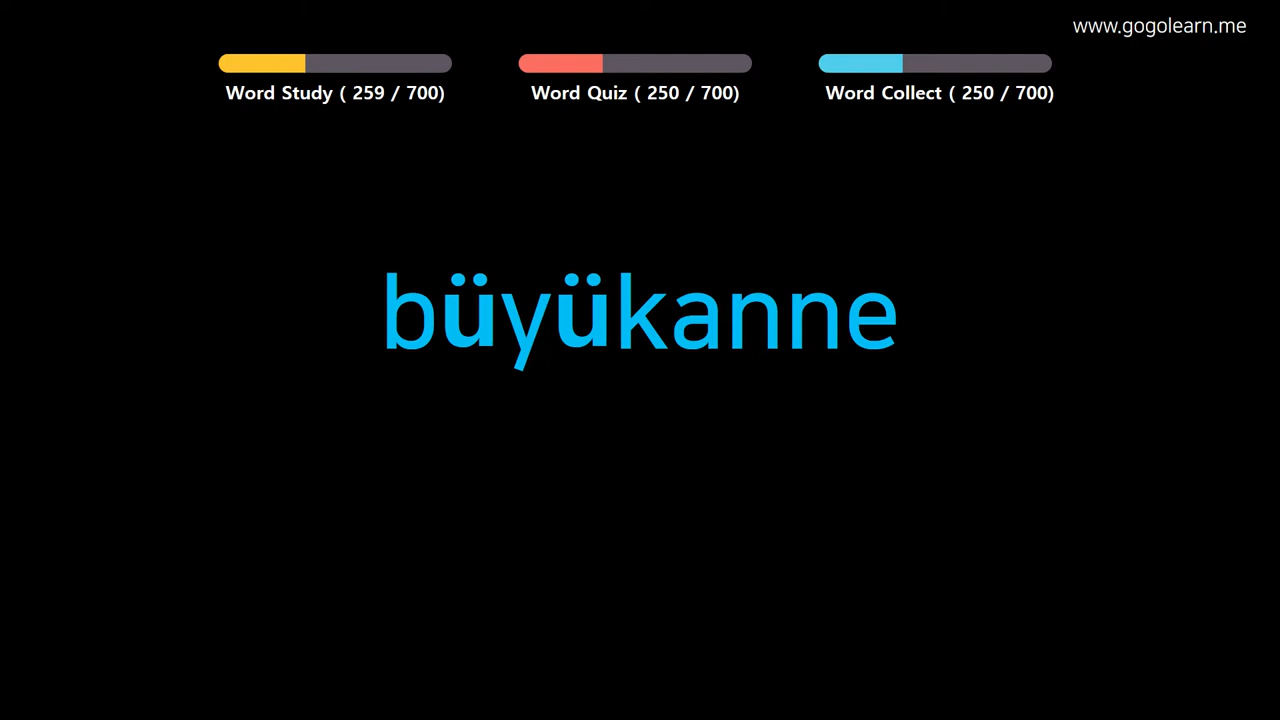 www.gogolearn.me
Word Study ( 259 / 700)
Word Quiz ( 250 / 700)
Word Collect ( 250 / 700)
büyükanne